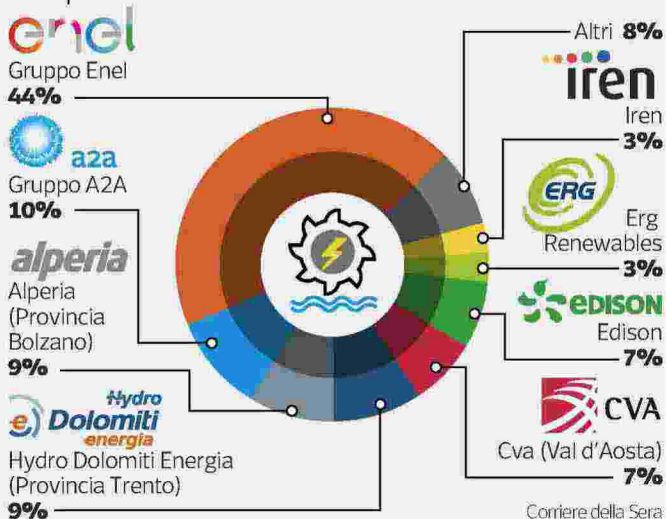 enel
Gruppo Enel
44%
a2a
Gruppo A2A
10%
alperia
Alperia
(Provincia
Bolzano)
9%
Hydro
e) Dolomiti
energia
Hydro Dolomiti Energia
(Provincia Trento)
9%
Altri 8%
iren
Iren
3%
ERG
Erg
Renewables
3%
EDISON
Edison
7%
CVA
Cva (Val d'Aosta)
7%
Corriere della Sera